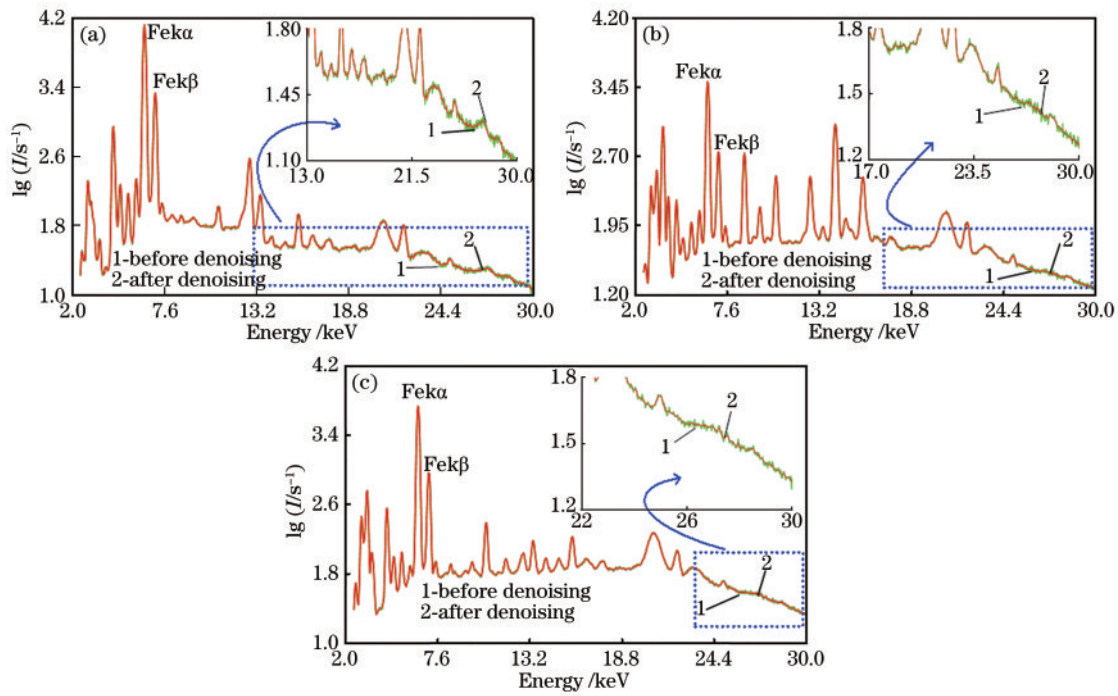 (a)
4.2
3.4
2.6
1.8
1.0
lg (I/s⁻¹)
Fekα
Fekβ
1.80
1.45
1.10
13.0 21.5 30.0
1
2
1-before denoising
2-after denoising
1
2
2.0 7.6 13.2 18.8 24.4 30.0
Energy /keV
(b)
4.20
3.45
2.70
1.95
1.20
lg (I/s⁻¹)
Fekα
Fekβ
1.8
1.5
1.2
17.0 23.5 30.0
1
2
1-before denoising
2-after denoising
1
2
2.0 7.6 13.2 18.8 24.4 30.0
Energy /keV
(c)
4.2
3.4
2.6
1.8
1.0
lg (I/s⁻¹)
Fekα
Fekβ
1.8
1.5
1.2
22 26 30
1
2
1-before denoising
2-after denoising
1
2
2.0 7.6 13.2 18.8 24.4 30.0
Energy /keV